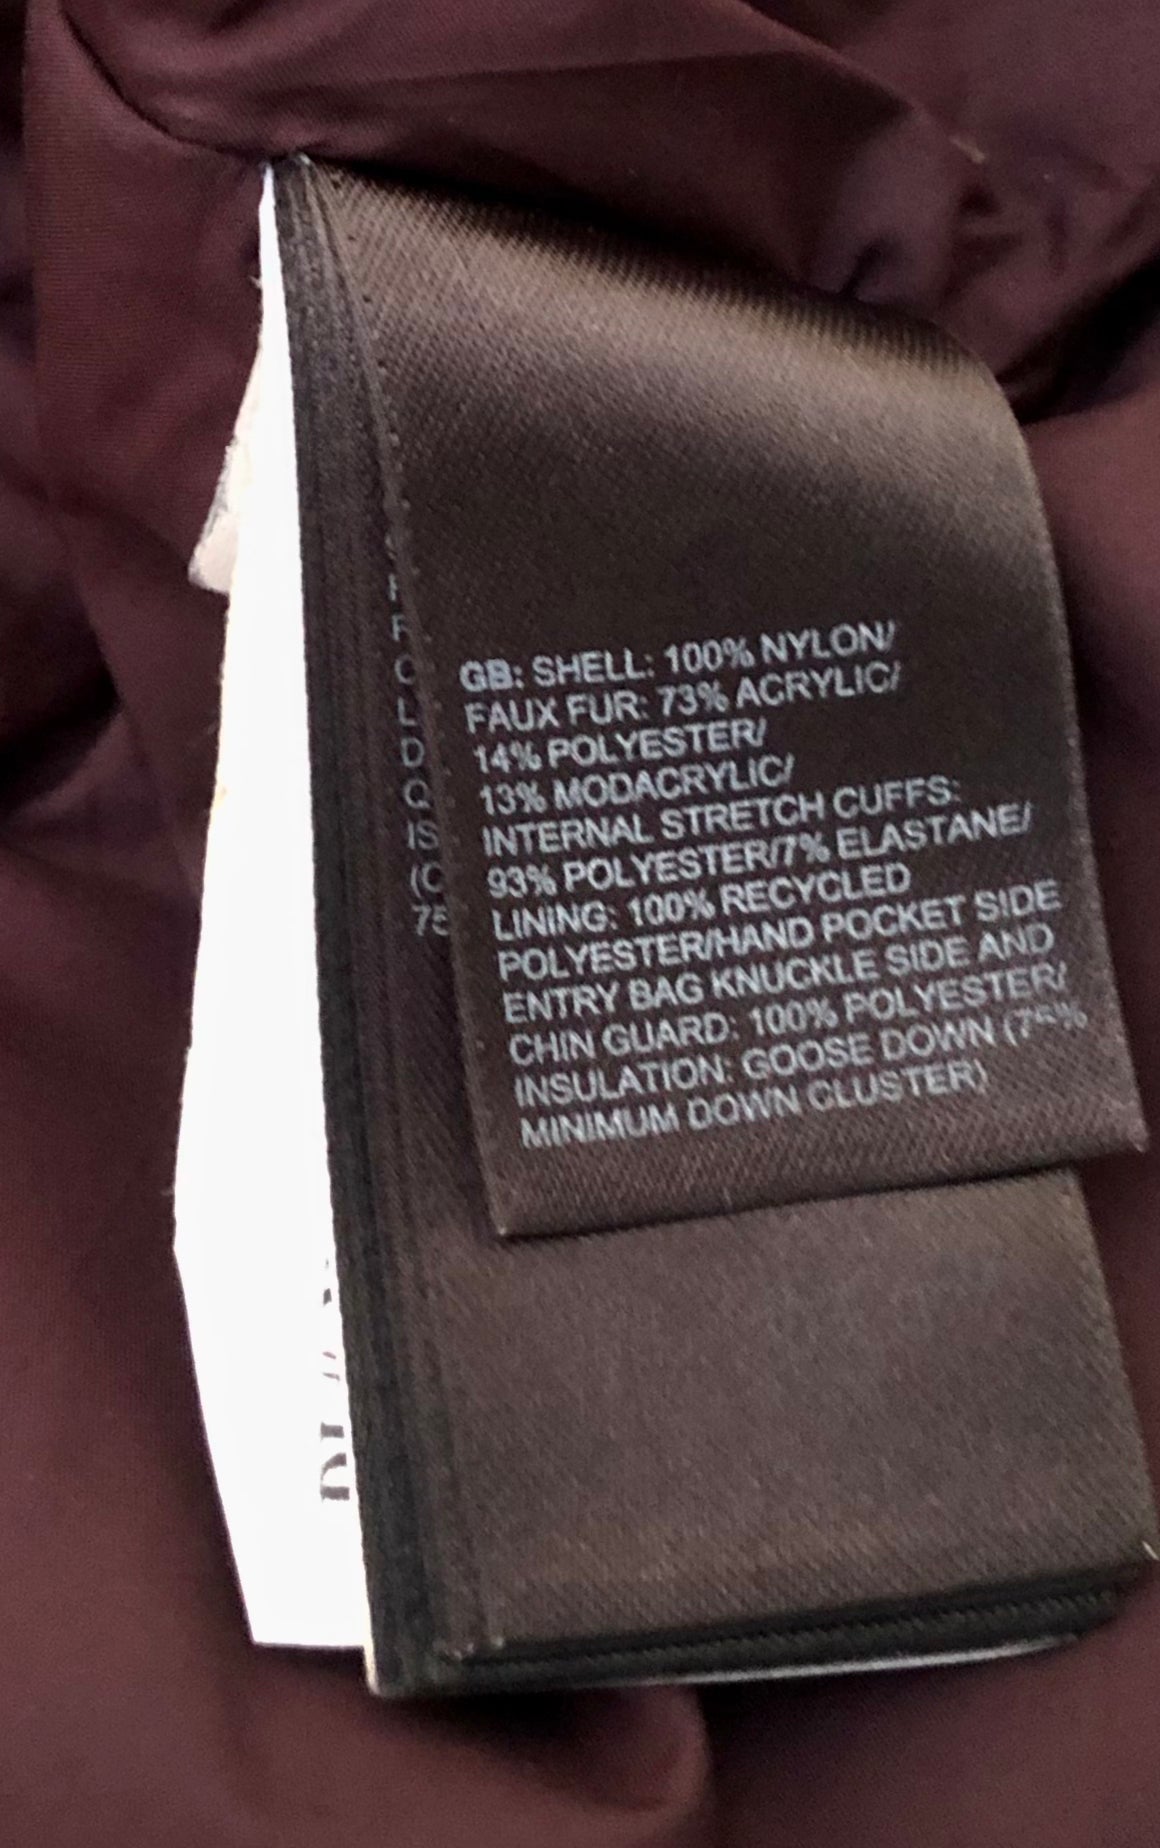 GB: SHELL: 100% NYLON/
FAUX FUR: 73% ACRYLIC/
14% POLYESTER/
13% MODACRYLIC/
INTERNAL STRETCH CUFFS:
93% POLYESTER/7% ELASTANE/
LINING: 100% RECYCLED
POLYESTER/HAND POCKET SIDE
ENTRY BAG KNUCKLE SIDE AND
CHIN GUARD: 100% POLYESTER/
INSULATION: GOOSE DOWN (75%
MINIMUM DOWN CLUSTER)